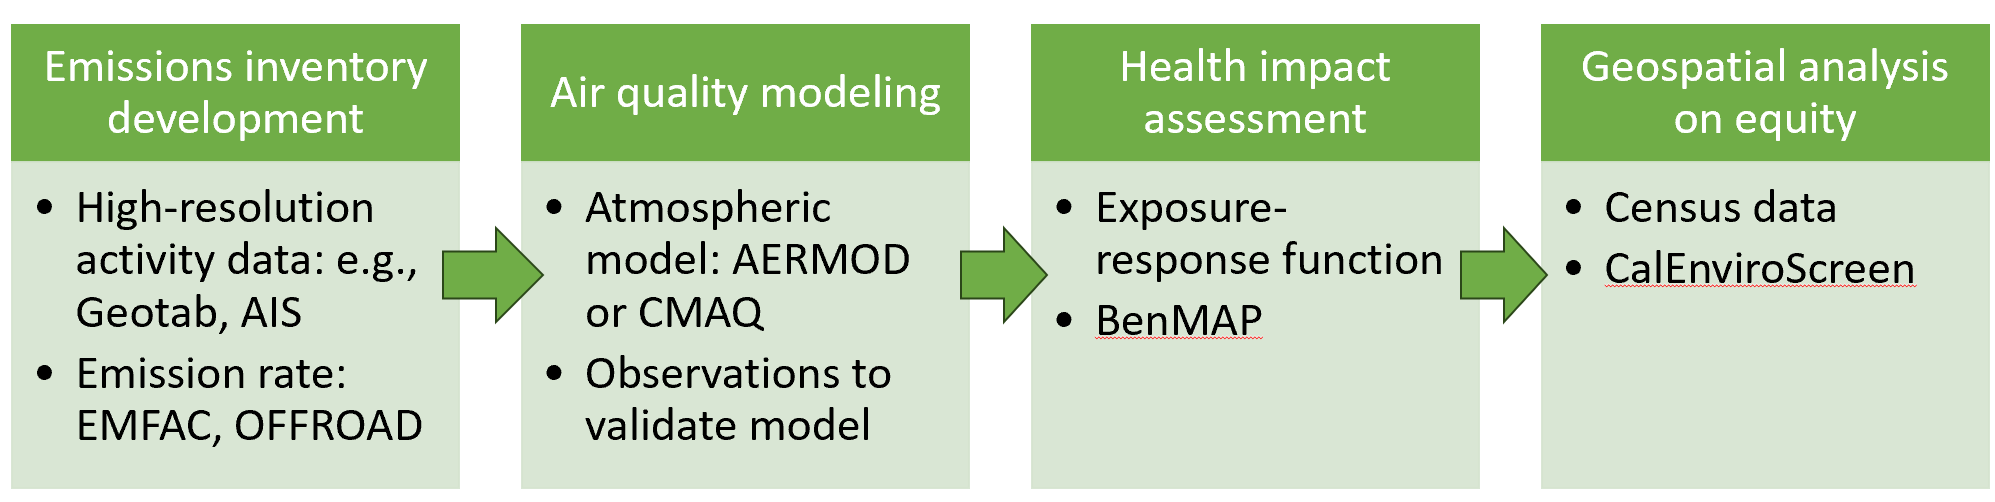 Emissions inventory
development
• High-resolution
activity data: e.g.,
Geotab, AIS
• Emission rate:
EMFAC, OFFROAD
Air quality modeling
• Atmospheric
model: AERMOD
or CMAQ
• Observations to
validate model
Health impact
assessment
• Exposure-
response function
• BenMAP
Geospatial analysis
on equity
• Census data
• CalEnviroScreen